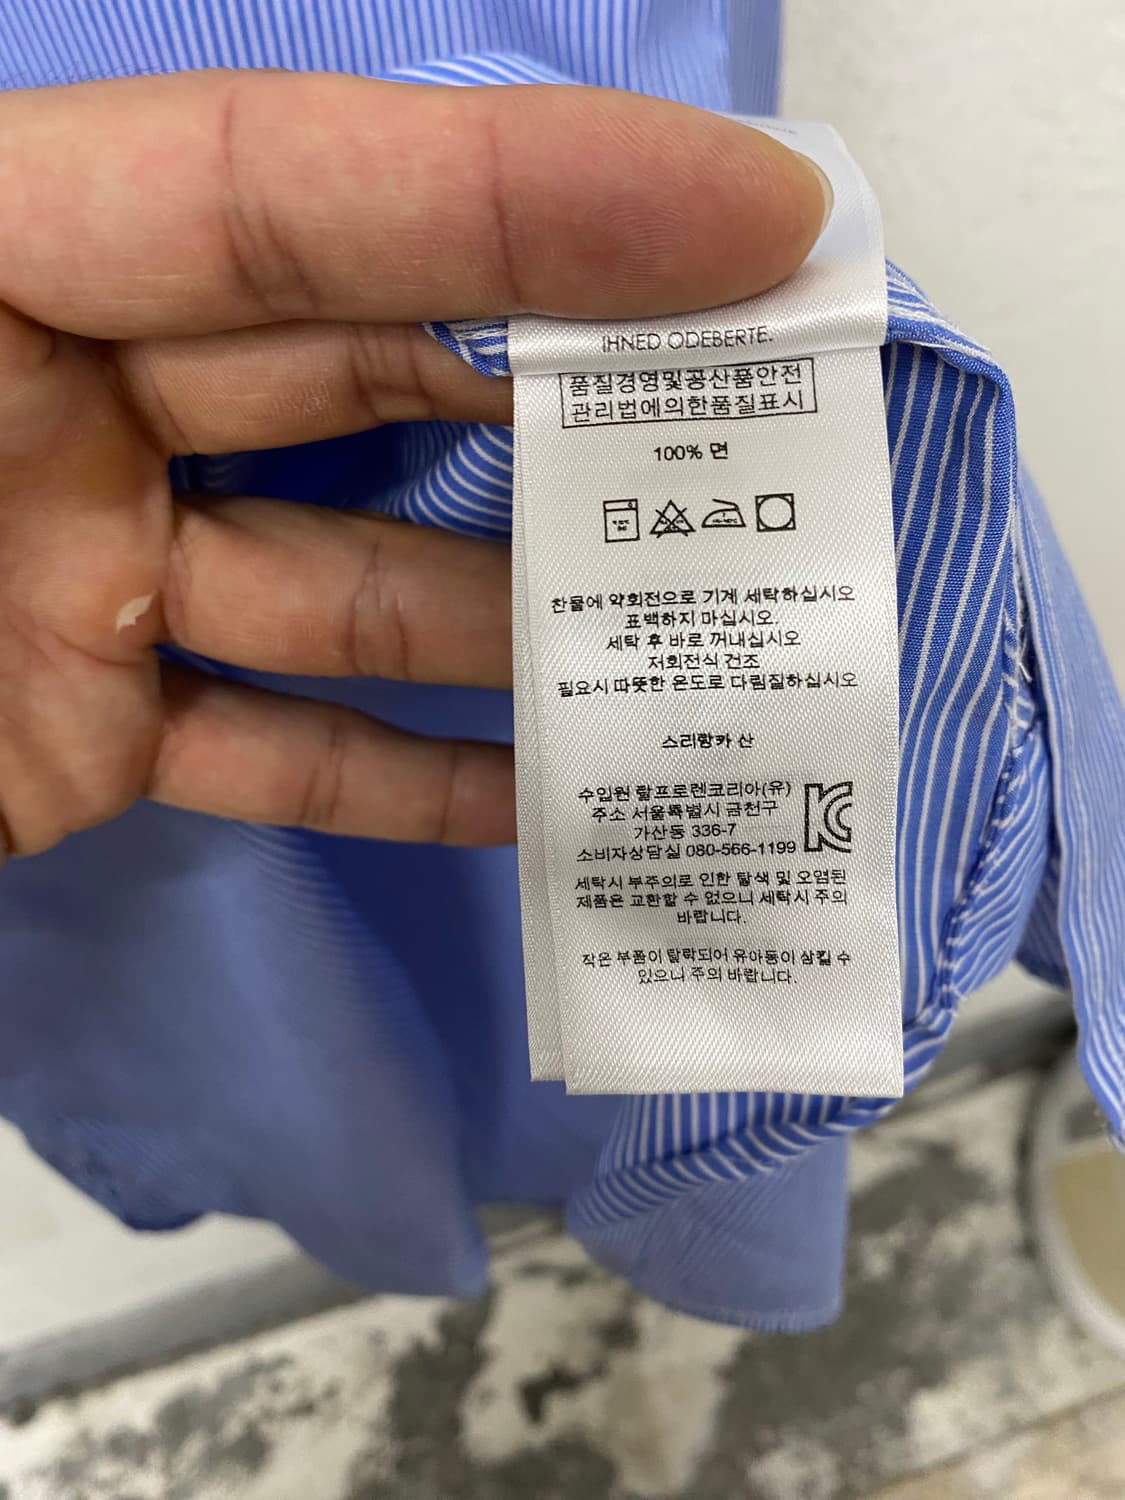 IHNED ODEBERTE.
품질경영및공산품안전
관리법에의한품질표시
100% 면
찬물에 약회전으로 기계 세탁하십시오
표백하지 마십시오.
세탁 후 바로 꺼내십시오
저회전식 건조
필요시 따뜻한 온도로 다림질하십시오
스리랑카 산
수입원 랄프로렌코리아(유)
주소 서울특별시 금천구
가산동 336-7
소비자상담실 080-566-1199
세탁시 부주의로 인한 탈색 및 오염된
제품은 교환할 수 없으니 세탁시 주의
바랍니다.
작은 부품이 탈락되어 유아동이 삼킬 수
있으니 주의 바랍니다.